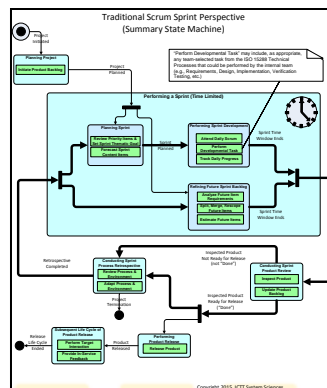 Traditional Scrum Sprint Perspective
(Summary State Machine)
Project
Initiated
Planning Project
Initiate Product Backlog
Project
Planned
"Perform Developmental Task" may include, as appropriate,
any team-selected task from the ISO 15288 Technical
Processes that could be performed by the internal team
(e.g., Requirements, Design, Implementation, Verification
Testing, etc.)
Performing a Sprint (Time Limited)
Planning Sprint
Review Priority Items &
Set Sprint Thematic Goal
Forecast Sprint
Content Items
Sprint
Planned
Performing Sprint Development
Attend Daily Scrum
Perform
Developmental Task
Track Daily Progress
Sprint Time
Window Ends
Refining Future Sprint Backlog
Analyze Future Item
Requirements
Split, Merge, Rescope
Future Items
Estimate Future Items
Sprint Time
Window Ends
Retrospective
Completed
Conducting Sprint
Process Retrospective
Review Process &
Environment
Adapt Process &
Environment
Inspected Product
Not Ready for Release
(not "Done")
Conducting Sprint
Product Review
Inspect Product
Update Product
Backlog
Inspected Product
Ready for Release
("Done")
Project
Termination
Release
Life Cycle
Ended
Subsequent Life Cycle of
Product Release
Perform Target
Interaction
Provide In-Service
Feedback
Product
Released
Performing
Product Release
Release Product
Copyright 2015, ICTT System Sciences